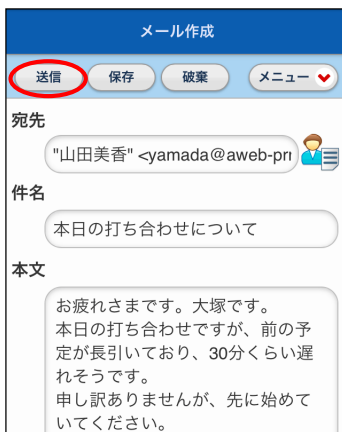 メール作成
送信 保存 破棄 メニュー
宛先
"山田美香" <yamada@aweb-prr
件名
本日の打ち合わせについて
本文
お疲れさまです。大塚です。
本日の打ち合わせですが、前の予
定が長引いており、30分くらい遅
れそうです。
申し訳ありませんが、先に始めて
いてください。